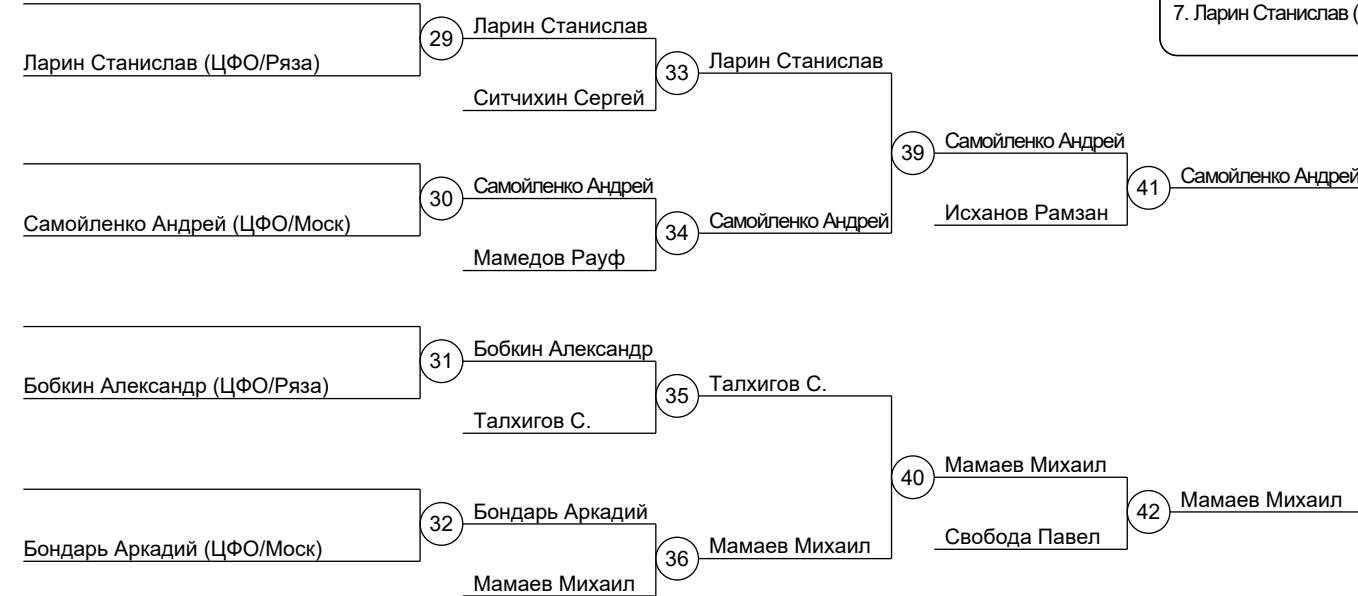 7. Ларин Станислав (
Ларин Станислав (ЦФО/Ряза)
29
Ларин Станислав
Ситчихин Сергей
33
Ларин Станислав
Самойленко Андрей (ЦФО/Моск)
30
Самойленко Андрей
Мамедов Рауф
34
Самойленко Андрей
39
Самойленко Андрей
Исханов Рамзан
41
Самойленко Андрей
Бобкин Александр (ЦФО/Ряза)
31
Бобкин Александр
Талхигов С.
35
Талхигов С.
Бондарь Аркадий (ЦФО/Моск)
32
Бондарь Аркадий
Мамаев Михаил
36
Мамаев Михаил
40
Мамаев Михаил
Свобода Павел
42
Мамаев Михаил